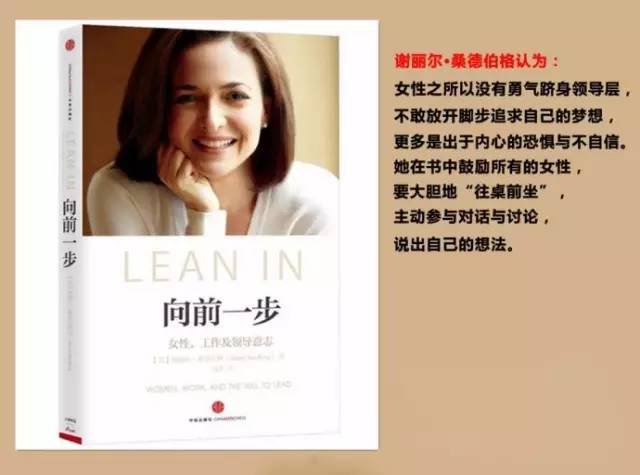 LEAN IN
向前一步
LEAN IN
向前一步
女性，工作及领导意志
WOMEN, WORK, AND THE WILL TO LEAD
中信出版社
谢丽尔•桑德伯格认为：
女性之所以没有勇气跻身领导层，
不敢放开脚步追求自己的梦想，
更多是出于内心的恐惧与不自信。
她在书中鼓励所有的女性，
要大胆地“往桌前坐”，
主动参与对话与讨论，
说出自己的想法。